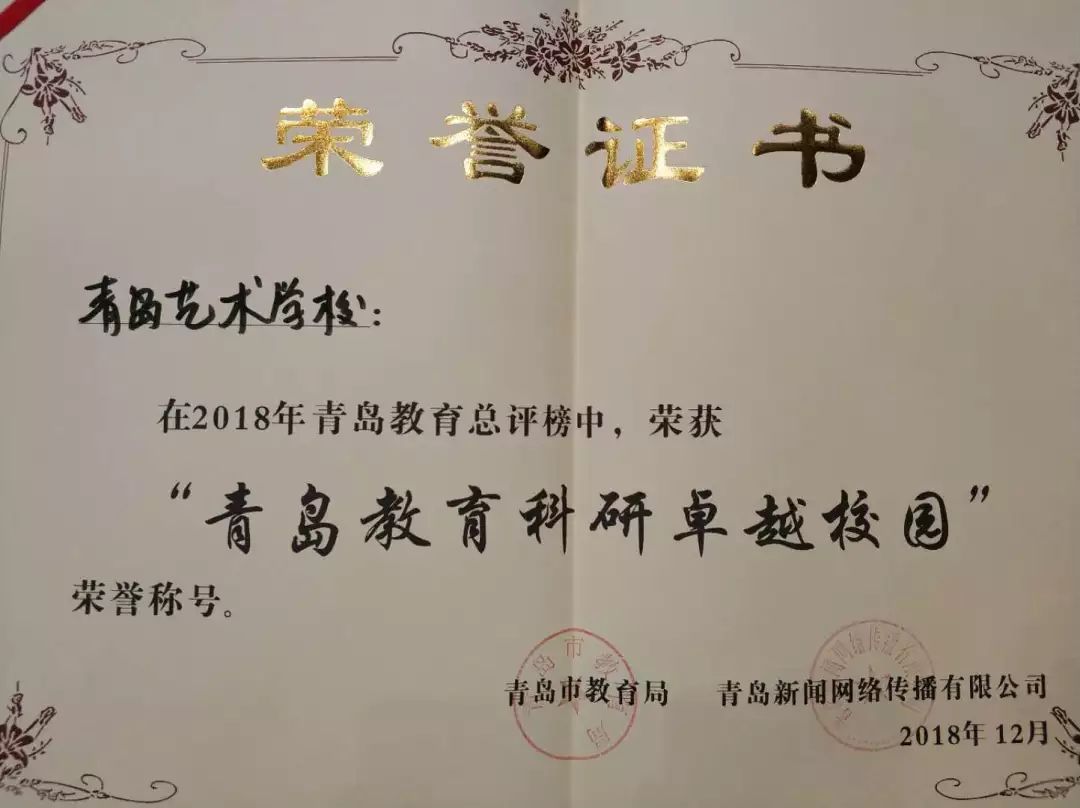 荣誉证书
青岛艺术学校:
在2018年青岛教育总评榜中，荣获
“青岛教育科研卓越校园”
荣誉称号。
青岛市教育局 青岛新闻网络传播有限公司
2018年12月